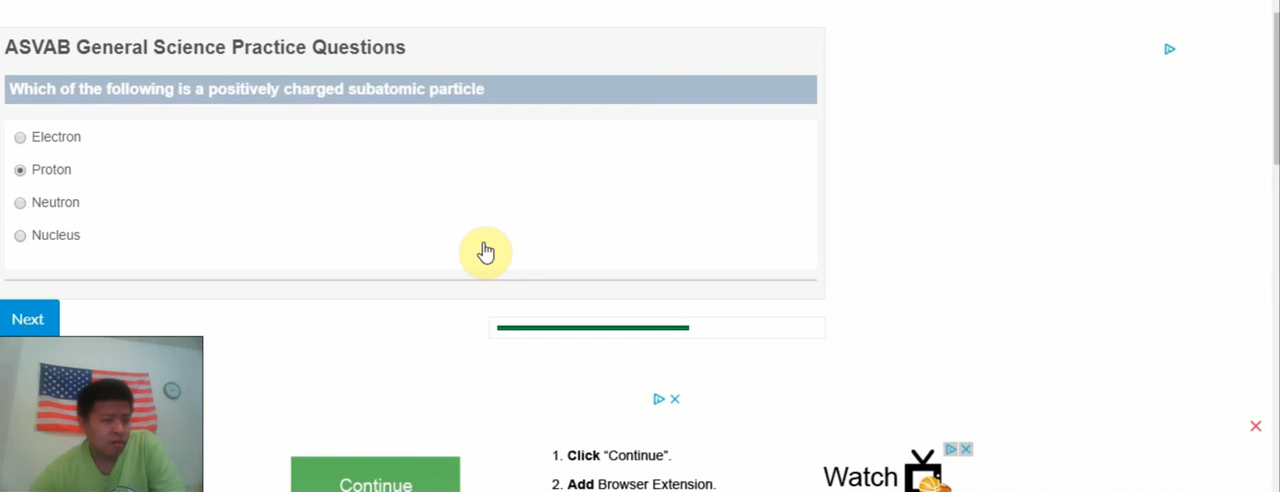 ASVAB General Science Practice Questions
Which of the following is a positively charged subatomic particle
Electron
Proton
Neutron
Nucleus
Next
1. Click “Continue”.
Continue
2. Add Browser Extension.
Watch